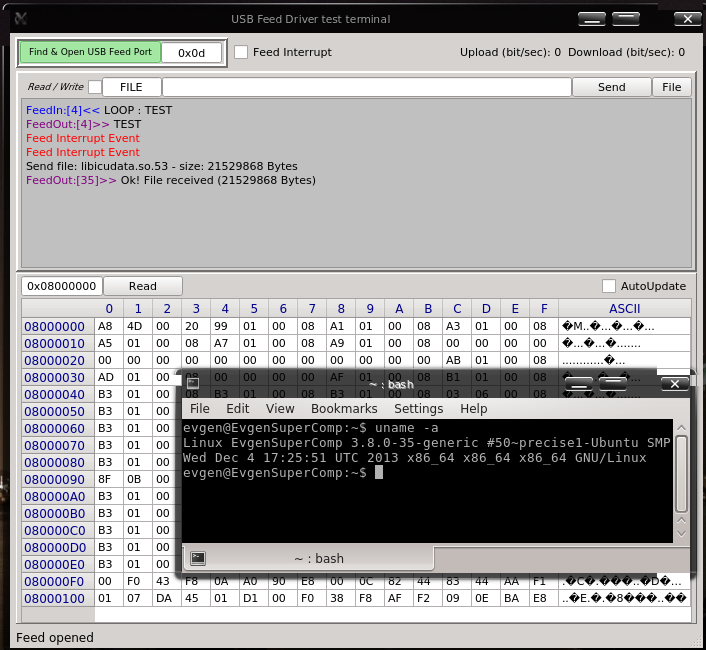 USB Feed Driver test terminal
Find & Open USB Feed Port 0x0d Feed Interrupt Upload (bit/sec): 0 Download (bit/sec): 0
Read / Write FILE Send File
FeedIn:[4]<< LOOP : TEST
FeedOut:[4]>> TEST
Feed Interrupt Event
Feed Interrupt Event
Send file: libicudata.so.53 - size: 21529868 Bytes
FeedOut:[35]>> Ok! File received (21529868 Bytes)
0x08000000 Read AutoUpdate
0 1 2 3 4 5 6 7 8 9 A B C D E F ASCII
08000000 A8 4D 00 20 99 01 00 08 A1 01 00 08 A3 01 00 08 �M..�...�...�...
08000010 A5 01 00 08 A7 01 00 08 A9 01 00 00 00 00 00 00 �...�...�.......
08000020 00 00 00 00 00 00 00 00 00 00 00 00 AB 01 00 08 ............�...
08000030 AD 01 00 08 00 00 00 00 AF 01 00 08 B1 01 00 08
08000040 B3 01 00 08 B3 01 00 08 B3 01 00 08 03 06 00 08
08000050 B3 01 00
08000060 B3 01 00
08000070 B3 01 00
08000080 B3 01 00
08000090 8F 0B 00
080000A0 B3 01 00
080000B0 B3 01 00
080000C0 B3 01 00
080000D0 B3 01 00
080000E0 B3 01 00
080000F0 00 F0 43 F8 0A A0 90 E8 00 0C 82 44 83 44 AA F1 .�C.���..�D�...
08000100 01 07 DA 45 01 D1 00 F0 38 F8 AF F2 09 0E BA E8 ..�E.�.�8���..��
~ : bash
File Edit View Bookmarks Settings Help
evgen@EvgenSuperComp:~$ uname -a
Linux EvgenSuperComp 3.8.0-35-generic #50~precise1-Ubuntu SMP
Wed Dec 4 17:25:51 UTC 2013 x86_64 x86_64 x86_64 GNU/Linux
evgen@EvgenSuperComp:~$
~ : bash
Feed opened